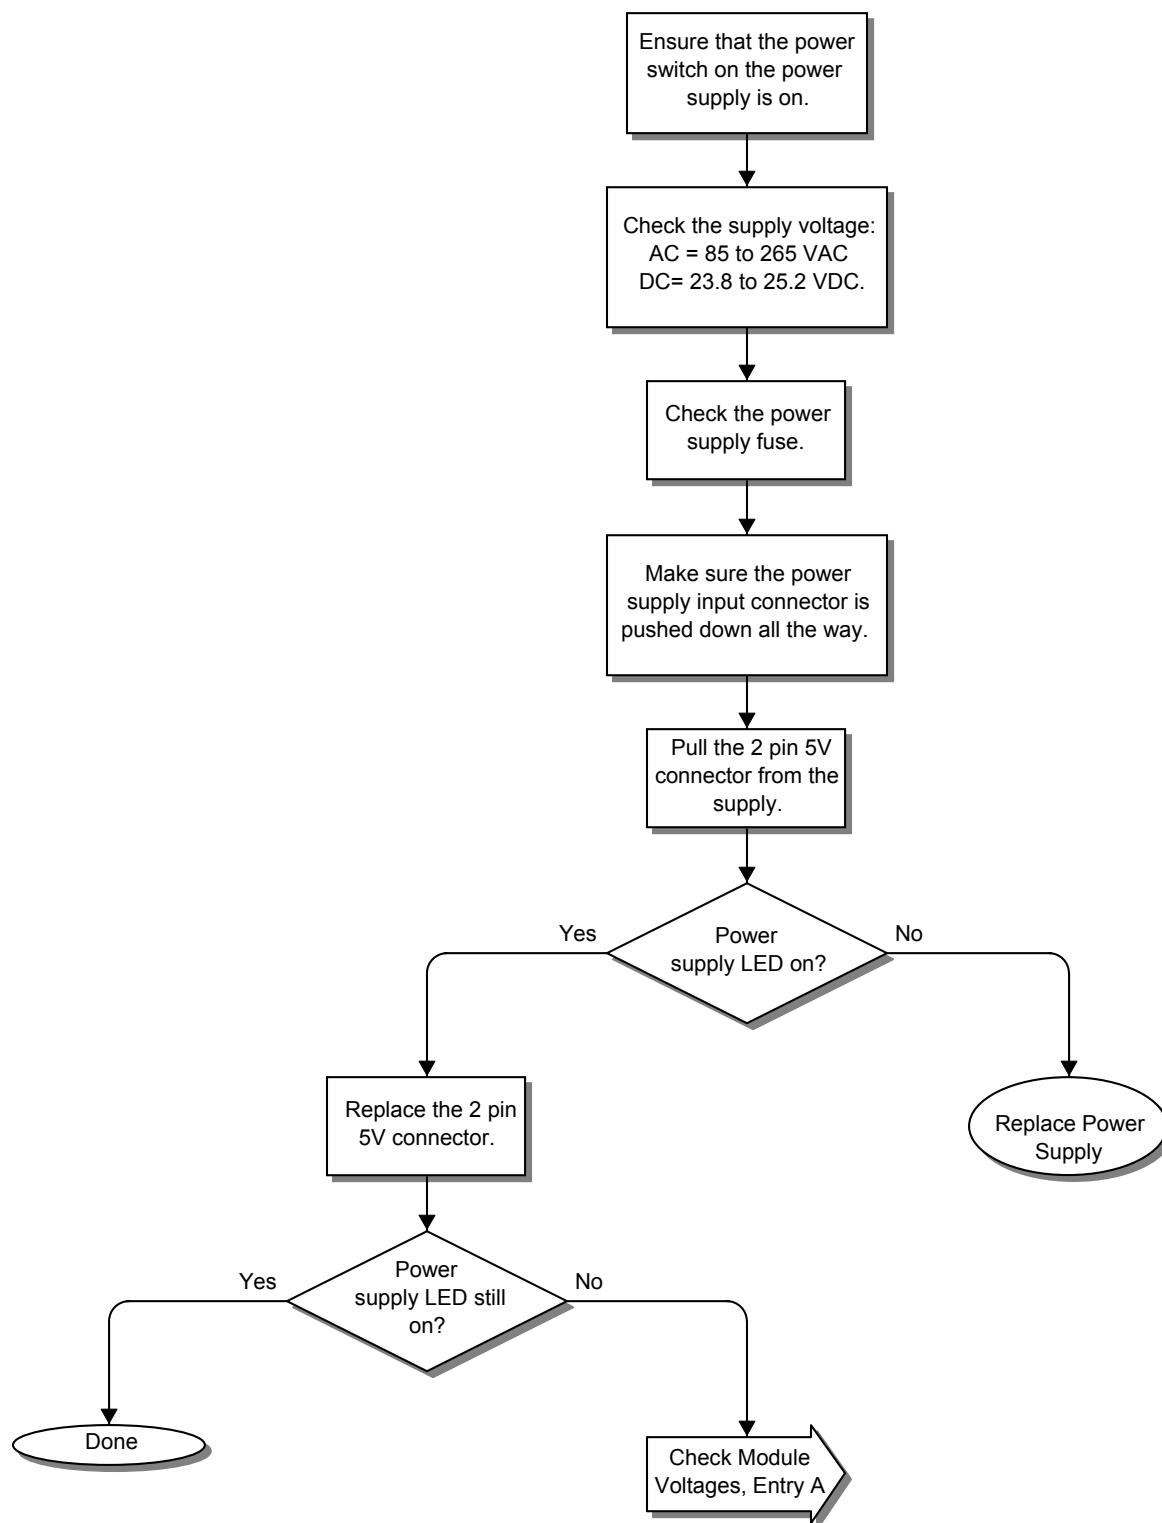 Ensure that the power
switch on the power
supply is on.
Check the supply voltage:
AC = 85 to 265 VAC
DC= 23.8 to 25.2 VDC.
Check the power
supply fuse.
Make sure the power
supply input connector is
pushed down all the way.
Pull the 2 pin 5V
connector from the
supply.
Yes
Power
supply LED on?
No
Replace the 2 pin
5V connector.
Replace Power
Supply
Yes
Power
supply LED still
on?
No
Done
Check Module
Voltages, Entry A